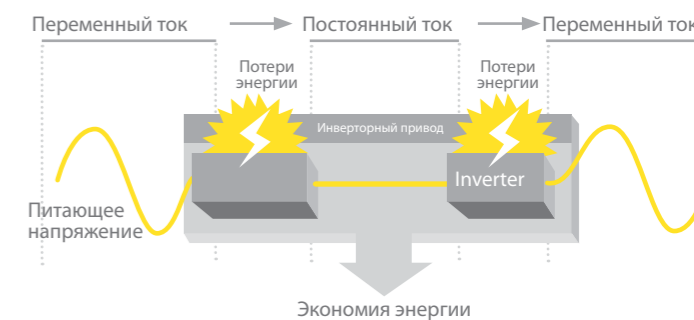 Переменный ток
Постоянный ток
Переменный ток
Потери
энергии
Потери
энергии
Инверторный привод
Inverter
Питающее
напряжение
Экономия энергии